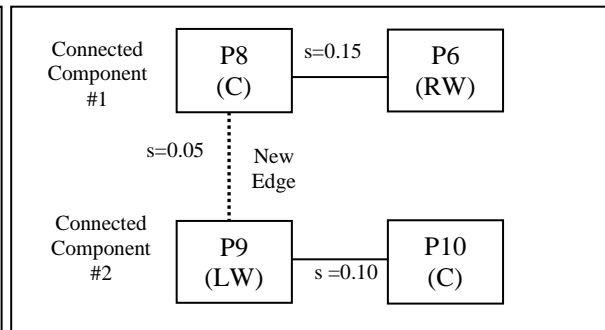 Connected
Component
#1
P8
(C)
s=0.15
P6
(RW)
s=0.05
New
Edge
Connected
Component
#2
P9
(LW)
s =0.10
P10
(C)